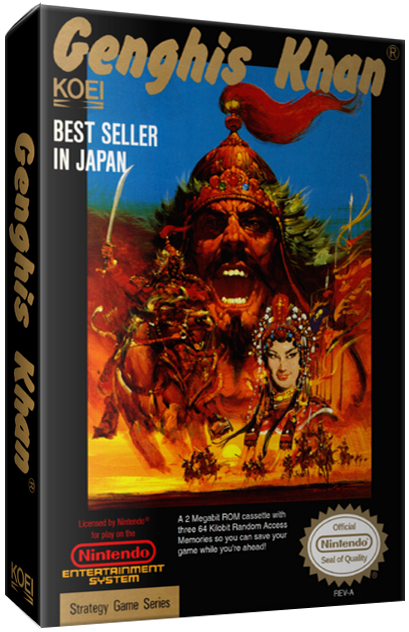 Genghis Khan®
KOEI
BEST SELLER
IN JAPAN
Genghis Khan®
KOEI
Licensed by Nintendo®
for play on the
Nintendo
ENTERTAINMENT
SYSTEM
A 2 Megabit ROM cassette with
three 64 Kilobit Random Access
Memories so you can save your
game while you're ahead!
Official
Nintendo
Seal of Quality
REV-A
Strategy Game Series